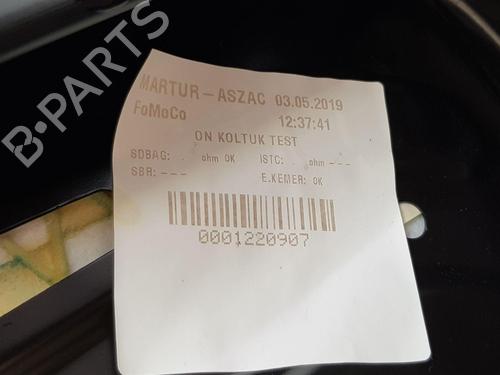 B-PARTS
MARTUR-ASZAC 03.05.2019
FoMoCo 12:37:41
ON KOLTUK TEST
SDBAG: . ohm OK ISTC: . ohm ---
SBR: --- E.KEMER: OK
0001220907